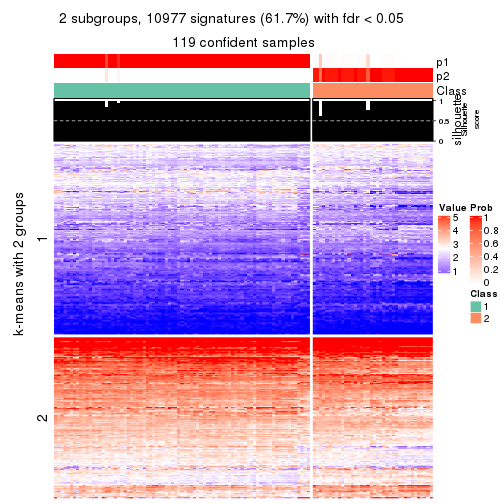 2 subgroups, 10977 signatures (61.7%) with fdr < 0.05
119 confident samples
p1
p2
Class
1
0.5
0
silhouette
Silhouette
score
k-means with 2 groups
1
2
Value
5
4
3
2
1
Prob
1
0.8
0.6
0.4
0.2
0
Class
1
2